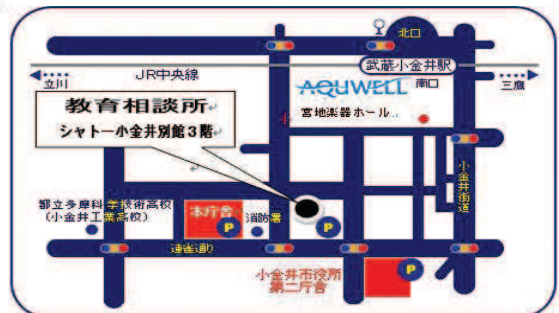 北口
武蔵小金井駅
JR中央線
立川
三鷹
AQUWELL
南口
宮地楽器ホール
教育相談所
シャトー小金井別館3階
小
小金井街道
都立多摩科学技術高校
(小金井工業高校)
本庁舎
消防署
P
P
連雀通り
小金井市役所
第二庁舎
P